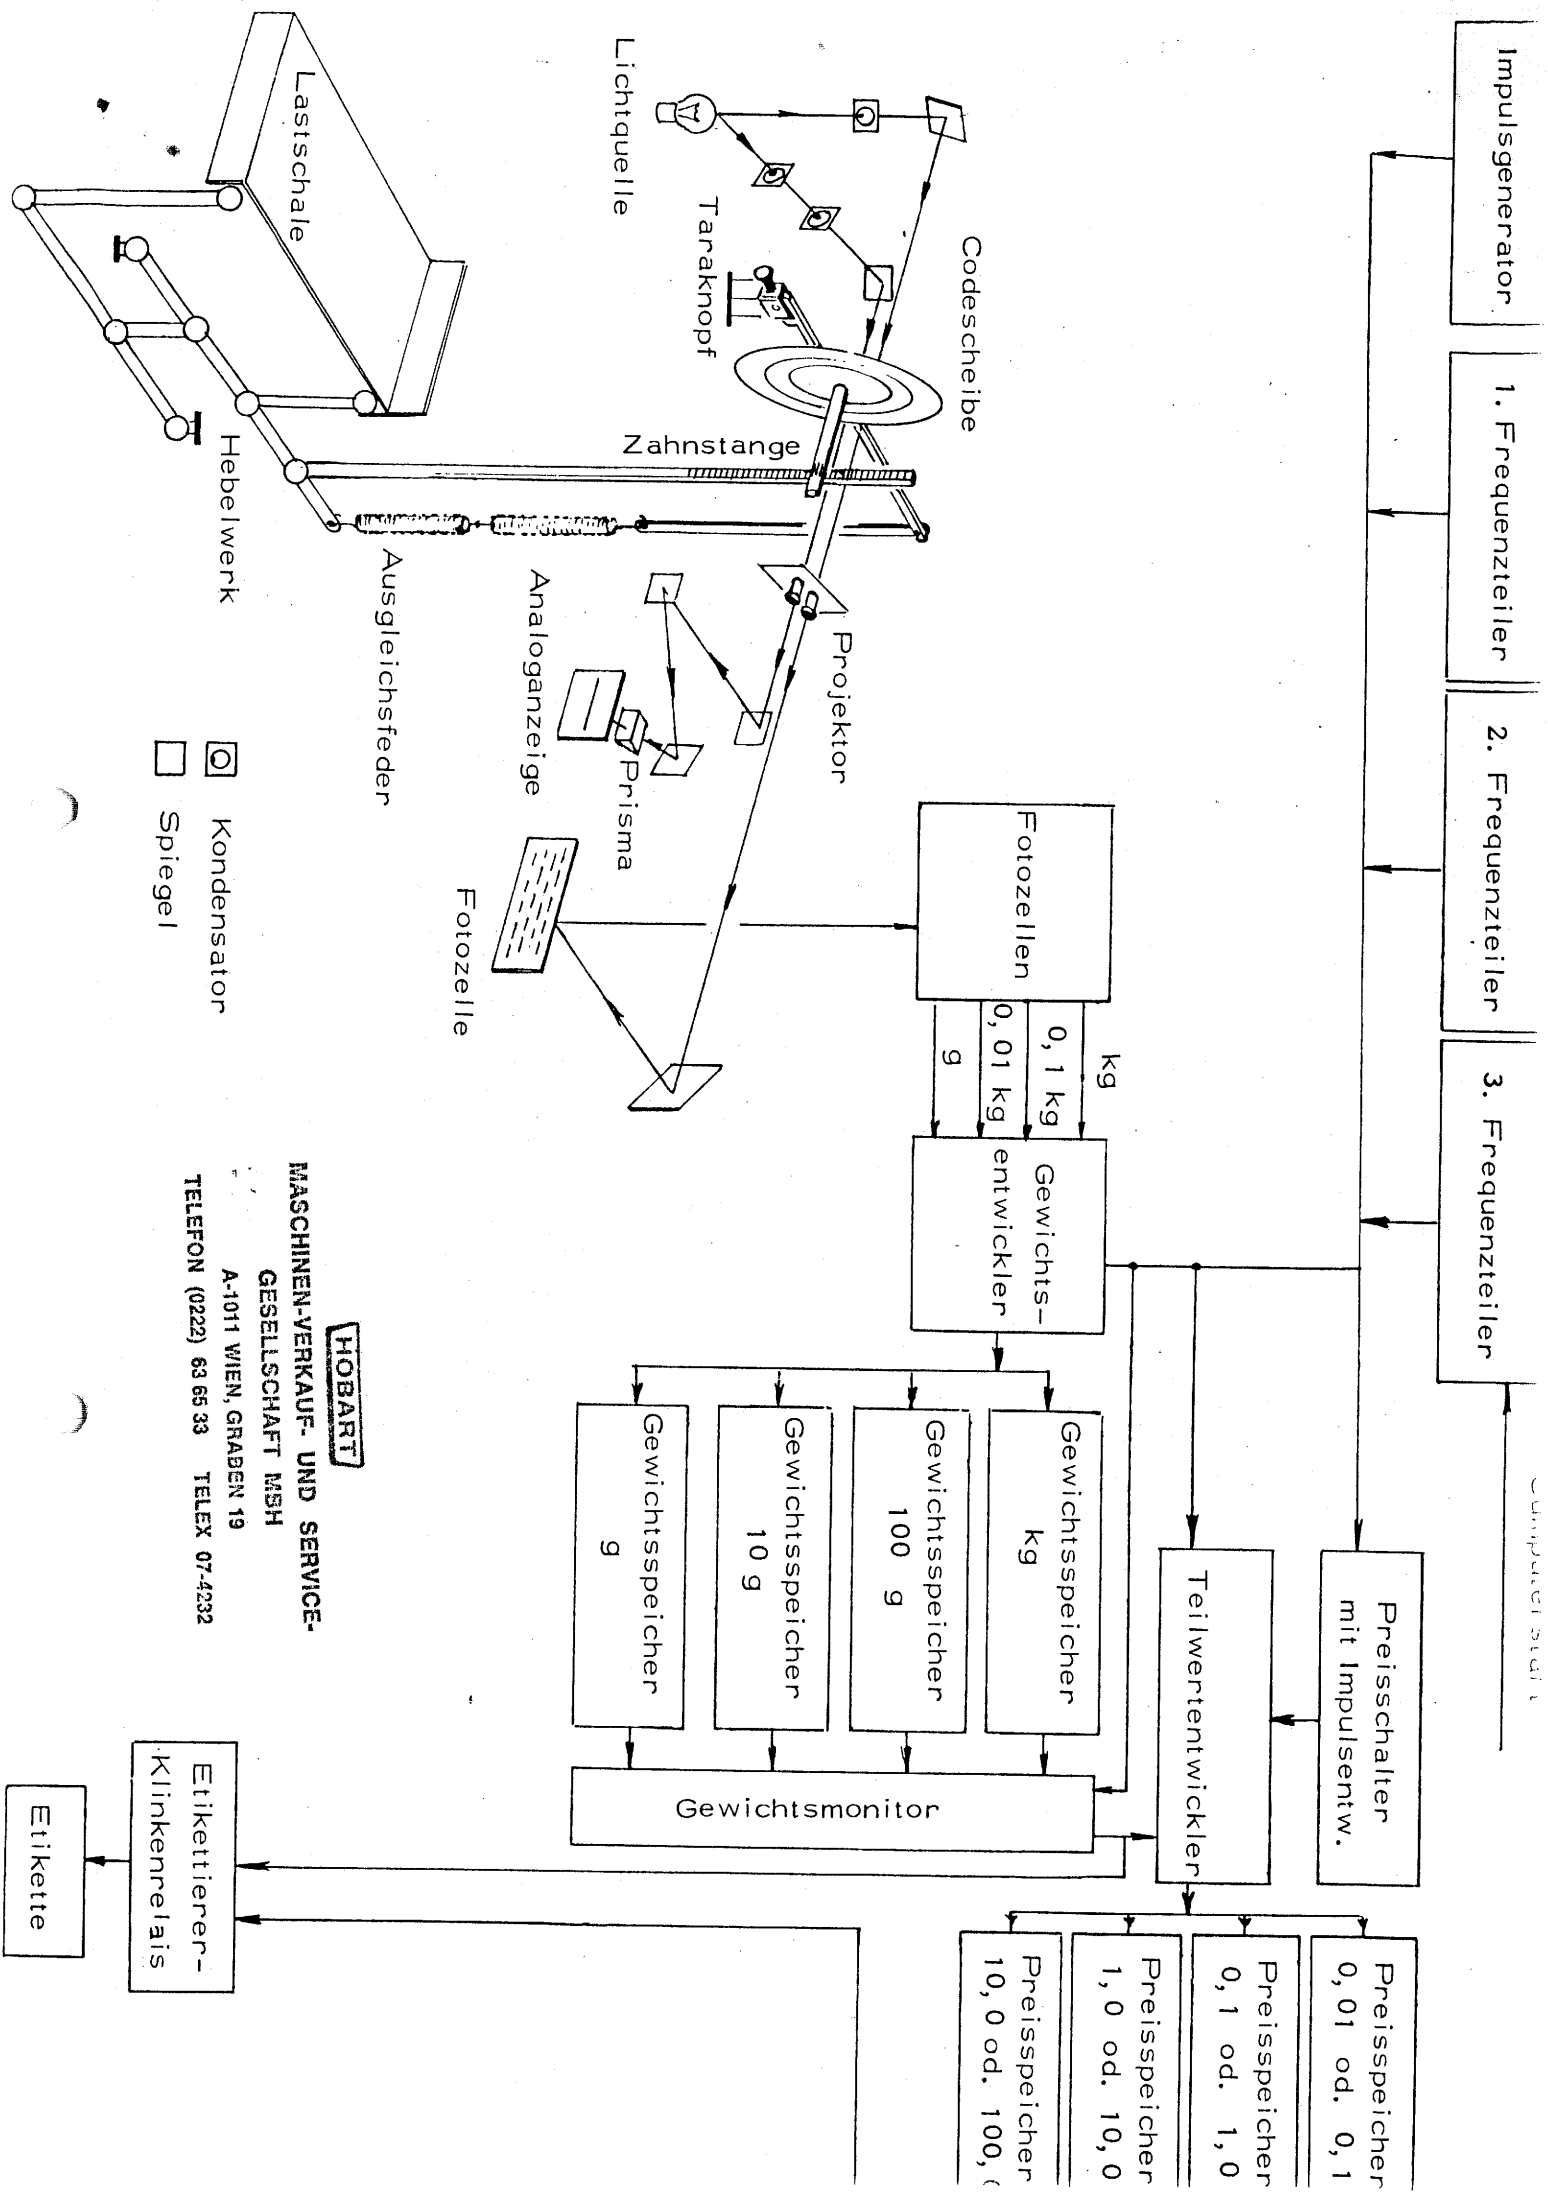 Impulsgenerator
1. Frequenzteiler
2. Frequenzteiler
3. Frequenzteiler
Preisschalter
mit Impulsentw.
Teilwertentwickler
Preisspeicher
0,01 od. 0,1
Preisspeicher
0,1 od. 1,0
Preisspeicher
1,0 od. 10,0
Preisspeicher
10,0 od. 100,
Fotozellen
kg
0,1 kg
0,01 kg
g
Gewichts-
entwickler
Gewichtsspeicher
kg
Gewichtsspeicher
100 g
Gewichtsspeicher
10 g
Gewichtsspeicher
g
Gewichtsmonitor
Codescheibe
Projektor
Taraknopf
Lichtquelle
Zahnstange
Prisma
Analoganzeige
Fotozelle
Ausgleichsfeder
Lastschale
Hebelwerk
Kondensator
Spiegel
HOBART
MASCHINEN-VERKAUF- UND SERVICE-
GESELLSCHAFT MBH
A-1011 WIEN, GRABEN 19
TELEFON (0222) 63 65 33 TELEX 07-4232
Etikettierer-
Klinkenrelais
Etikette